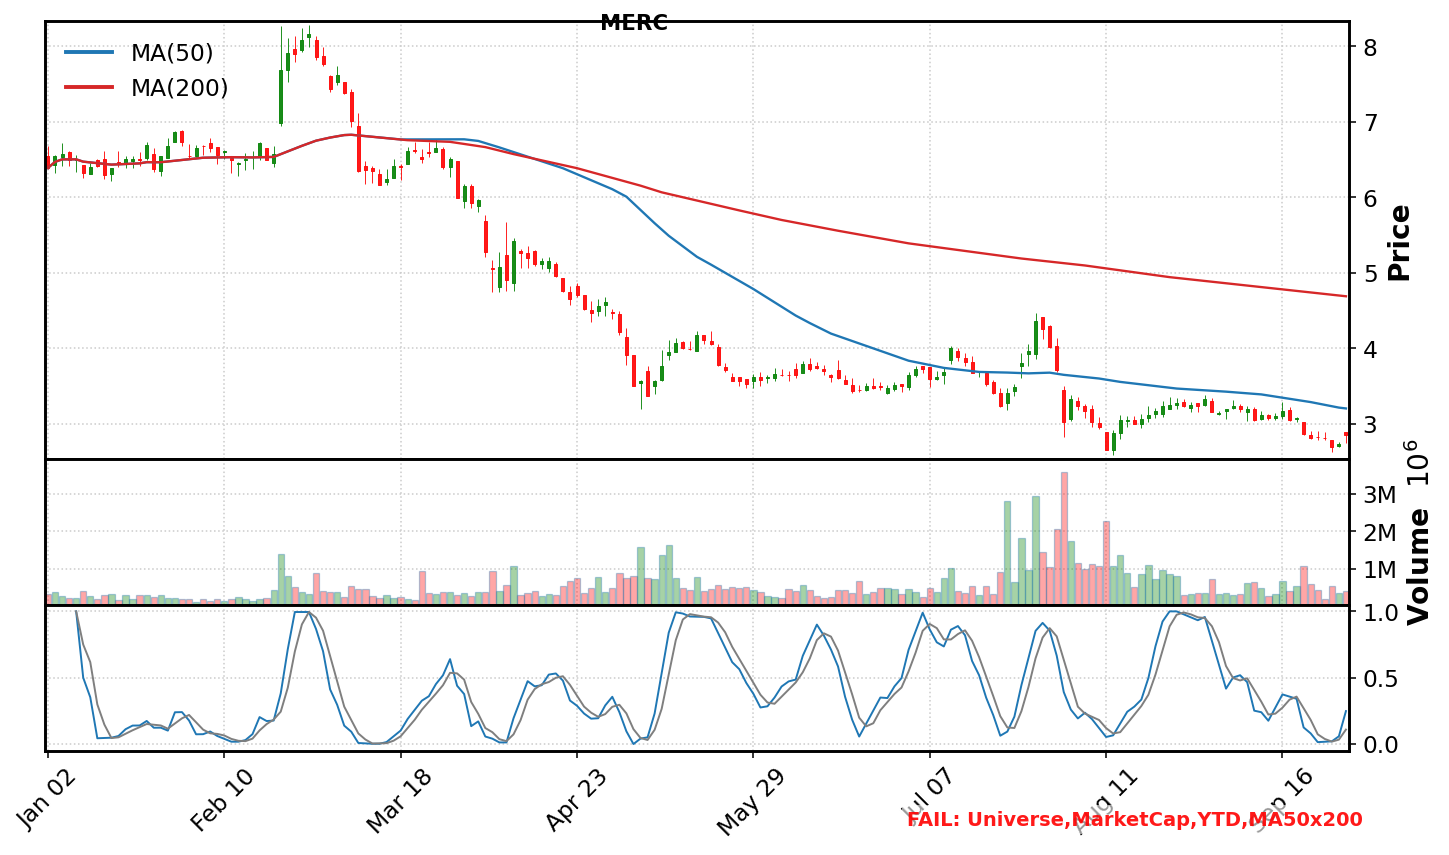 MERC
MA(50)
MA(200)
8
7
6
5
4
3
Price
3M
2M
1M
Volume 10^6
1.0
0.5
0.0
Jan 02
Feb 10
Mar 18
Apr 23
May 29
Jul 07
Aug 11
Sep 16
FAIL: Universe,MarketCap,YTD,MA50x200